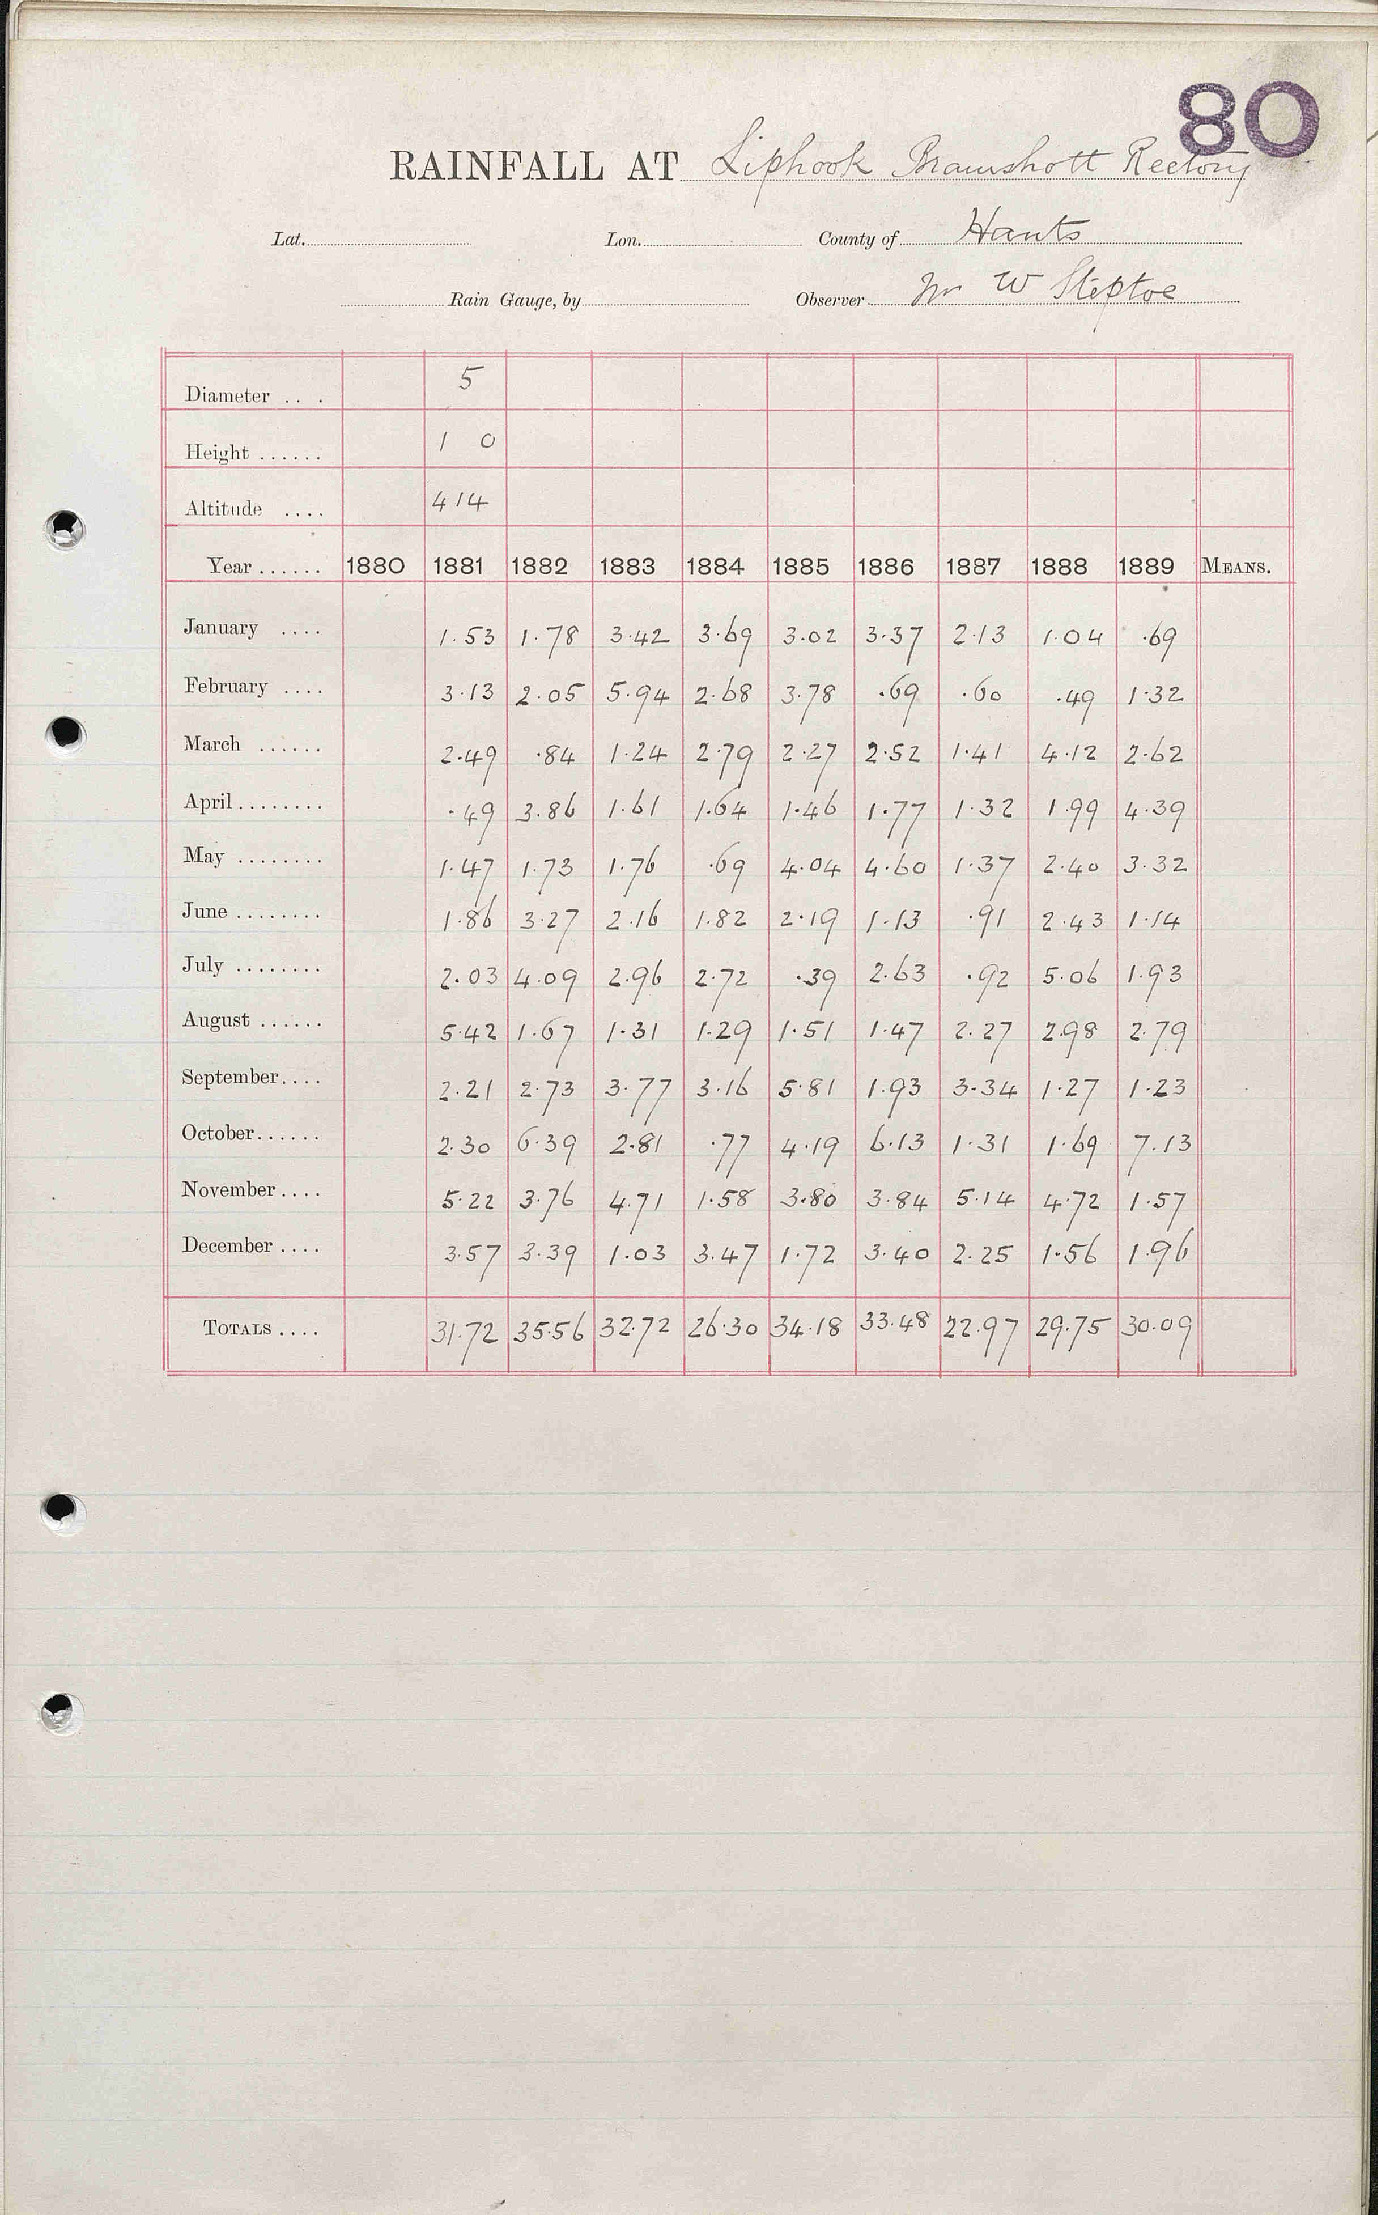 80
RAINFALL AT Liphook Bramshott Rectory
Lat. Lon. County of Hants
Rain Gauge, by Observer Mr W Steptoe
Diameter ... 5
Height ...... 1 0
Altitude .... 414
Year ...... 1880 1881 1882 1883 1884 1885 1886 1887 1888 1889 MEANS.
January .... 1.53 1.78 3.42 3.69 3.02 3.37 2.13 1.04 .69
February .... 3.13 2.05 5.94 2.68 3.78 .69 .60 .49 1.32
March ...... 2.49 .84 1.24 2.79 2.27 2.52 1.41 4.12 2.62
April ........ .49 3.86 1.61 1.64 1.46 1.77 1.32 1.99 4.39
May ........ 1.47 1.73 1.76 .69 4.04 4.60 1.37 2.40 3.32
June ........ 1.86 3.27 2.16 1.82 2.19 1.13 .91 2.43 1.14
July ........ 2.03 4.09 2.96 2.72 .39 2.63 .92 5.06 1.93
August ...... 5.42 1.67 1.31 1.29 1.51 1.47 2.27 2.98 2.79
September .... 2.21 2.73 3.77 3.16 5.81 1.93 3.34 1.27 1.23
October ...... 2.30 6.39 2.81 .77 4.19 6.13 1.31 1.69 7.13
November .... 5.22 3.76 4.71 1.58 3.80 3.84 5.14 4.72 1.57
December .... 3.57 3.39 1.03 3.47 1.72 3.40 2.25 1.56 1.96
TOTALS .... 31.72 35.56 32.72 26.30 34.18 33.48 22.97 29.75 30.09